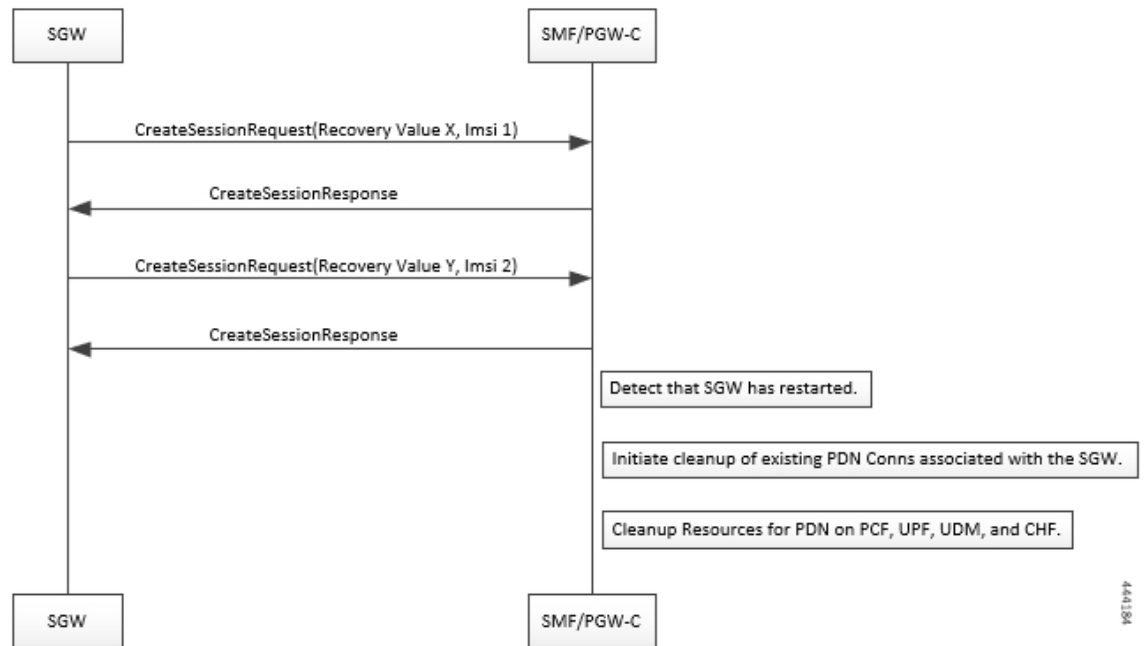 SGW
SMF/PGW-C
CreateSessionRequest(Recovery Value X, Imsi 1)
CreateSessionResponse
CreateSessionRequest(Recovery Value Y, Imsi 2)
CreateSessionResponse
Detect that SGW has restarted.
Initiate cleanup of existing PDN Conns associated with the SGW.
Cleanup Resources for PDN on PCF, UPF, UDM, and CHF.
SGW
SMF/PGW-C
444184